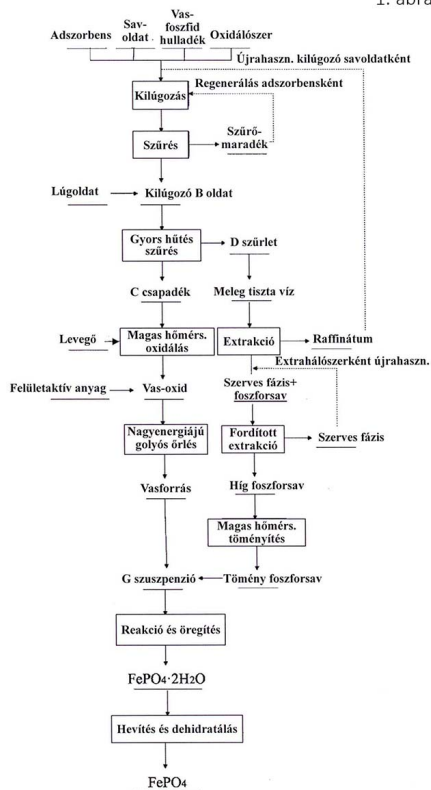 1. ábra
Adszorbens
Sav-
oldat
Vas-
foszfid
hulladék
Oxidálószer
Újrahaszn. kilúgozó savoldatként
Regenerálás adszorbensként
Kilúgozás
Szűrés
Szűrő-
maradék
Lúgoldat
Kilúgozó B oldat
Gyors hűtés
szűrés
D szűrlet
C csapadék
Meleg tiszta víz
Levegő
Magas hőmérs.
oxidálás
Extrakció
Raffinátum
Extrahálószerként újrahaszn.
Felületaktív anyag
Vas-oxid
Szerves fázis+
foszforsav
Nagyenergiájú
golyós őrlés
Fordított
extrakció
Szerves fázis
Vasforrás
Híg foszforsav
Magas hőmérs.
töményítés
G szuszpenzió
Tömény foszforsav
Reakció és öregítés
FePO4·2H2O
Hevítés és dehidratálás
FePO4